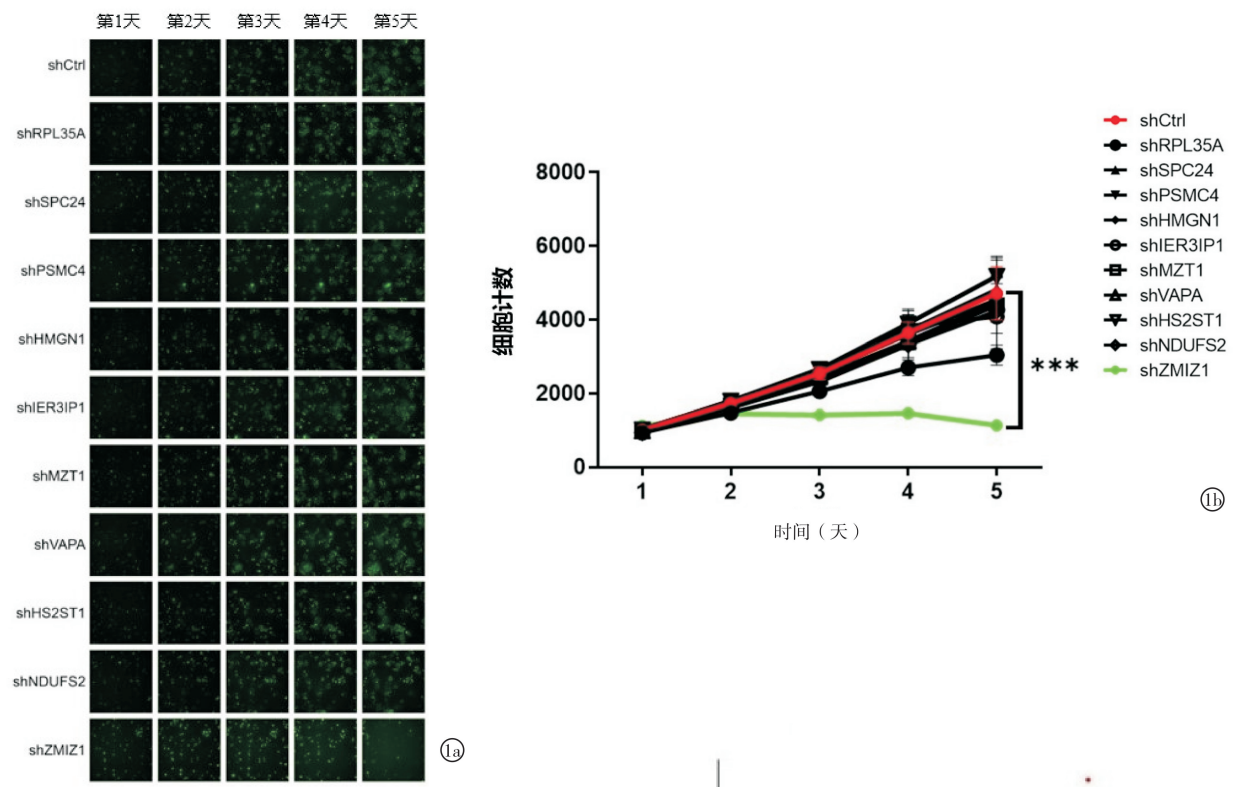 第1天 第2天 第3天 第4天 第5天
shCtrl
shRPL35A
shSPC24
shPSMC4
shHMGN1
shIER3IP1
shMZT1
shVAPA
shHS2ST1
shNDUFS2
shZMIZ1
①a
细胞计数
8000
6000
4000
2000
0
1 2 3 4 5
时间（天）
***
shCtrl
shRPL35A
shSPC24
shPSMC4
shHMGN1
shIER3IP1
shMZT1
shVAPA
shHS2ST1
shNDUFS2
shZMIZ1
①b